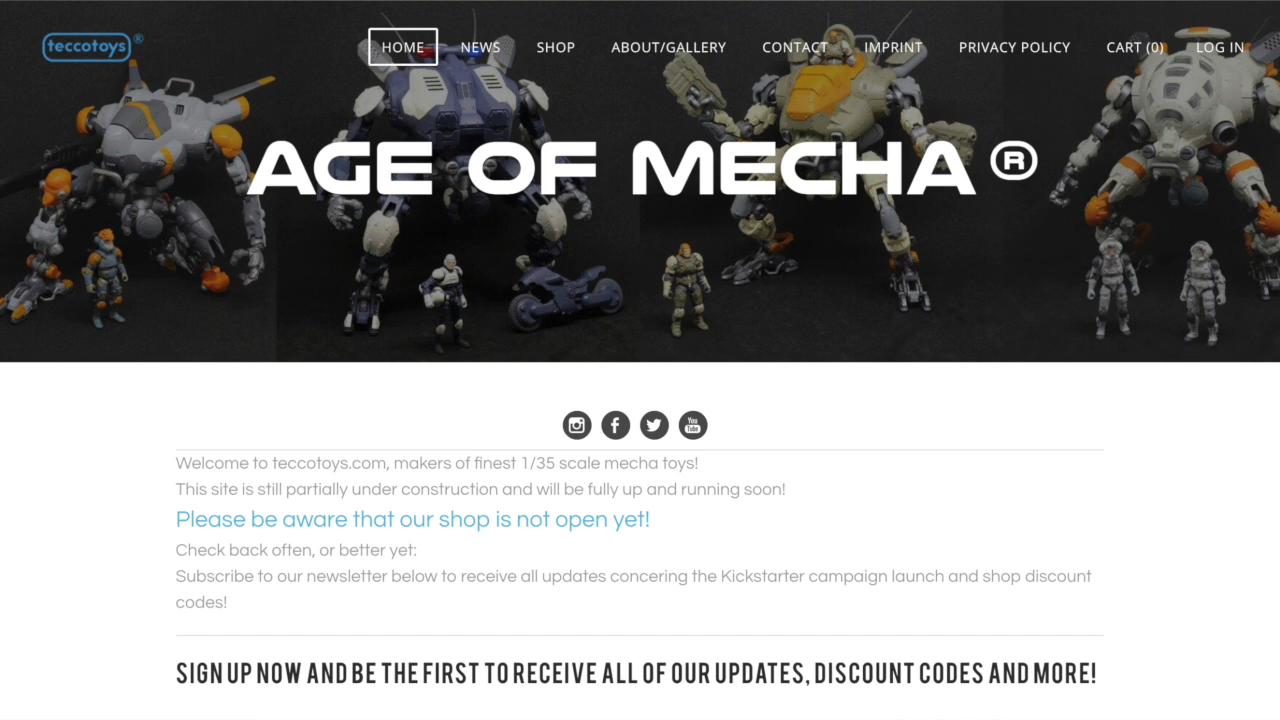 teccotoys®
HOME NEWS SHOP ABOUT/GALLERY CONTACT IMPRINT PRIVACY POLICY CART (0) LOG IN
AGE OF MECHA®
You
Tube
Welcome to teccotoys.com, makers of finest 1/35 scale mecha toys!
This site is still partially under construction and will be fully up and running soon!
Please be aware that our shop is not open yet!
Check back often, or better yet:
Subscribe to our newsletter below to receive all updates concering the Kickstarter campaign launch and shop discount
codes!
SIGN UP NOW AND BE THE FIRST TO RECEIVE ALL OF OUR UPDATES, DISCOUNT CODES AND MORE!